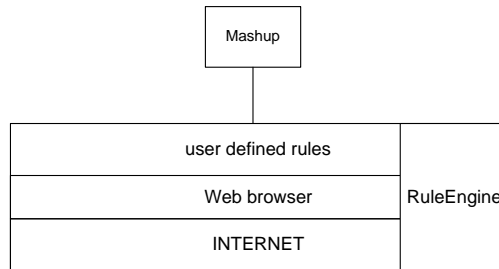 Mashup
user defined rules
Web browser
RuleEngine
INTERNET